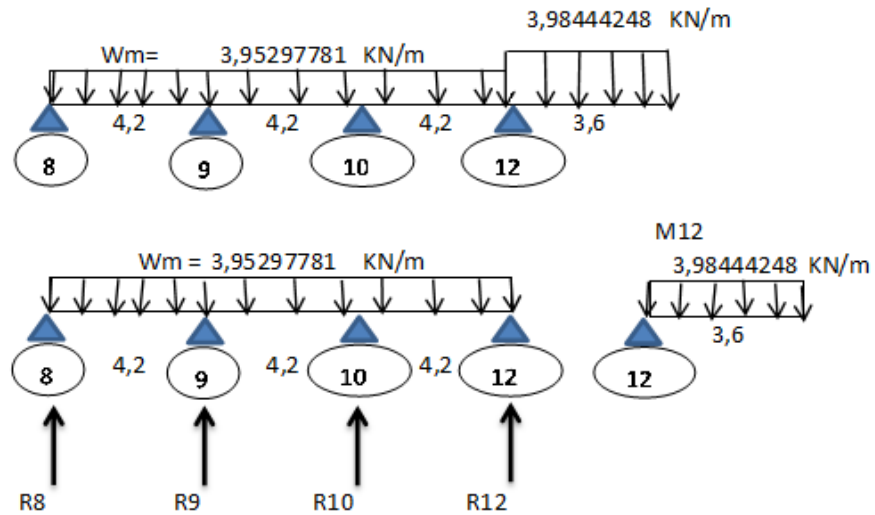 3,98444248 KN/m
Wm= 3,95297781 KN/m
4,2 4,2 4,2 3,6
8 9 10 12
M12
Wm = 3,95297781 KN/m 3,98444248 KN/m
3,6
4,2 4,2 4,2
8 9 10 12 12
R8 R9 R10 R12